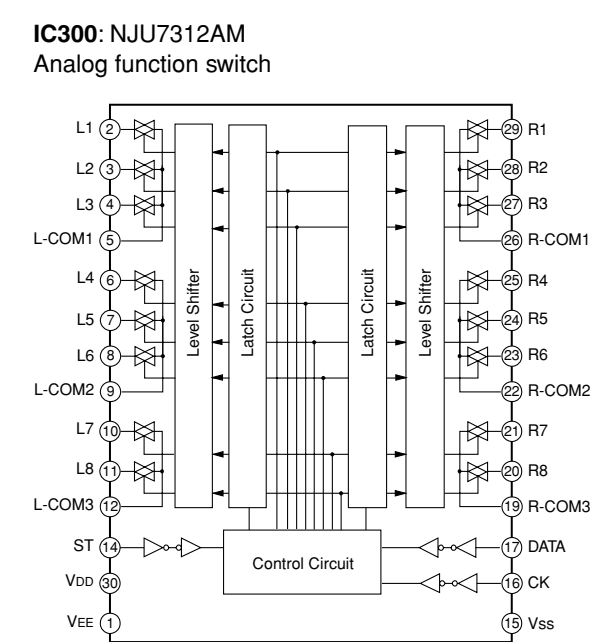 IC300: NJU7312AM
Analog function switch
L1 2 29 R1
L2 3 28 R2
L3 4 27 R3
L-COM1 5 26 R-COM1
L4 6 25 R4
L5 7 24 R5
L6 8 23 R6
L-COM2 9 22 R-COM2
L7 10 21 R7
L8 11 20 R8
L-COM3 12 19 R-COM3
ST 14 17 DATA
VDD 30 16 CK
VEE 1 15 Vss
Level Shifter
Latch Circuit
Latch Circuit
Level Shifter
Control Circuit